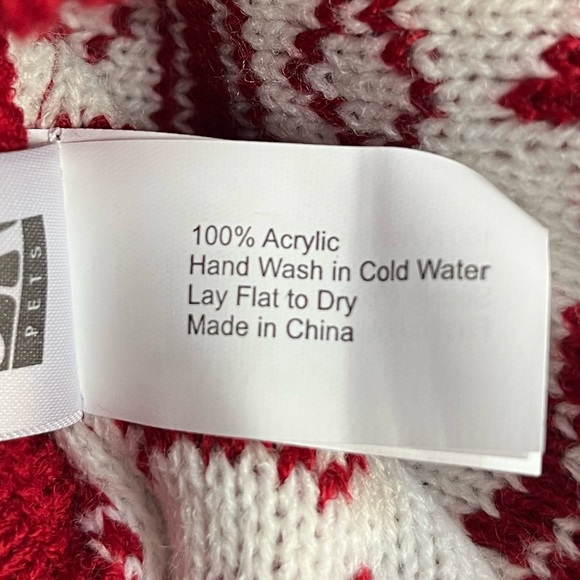 100% Acrylic
Hand Wash in Cold Water
Lay Flat to Dry
Made in China
PETS